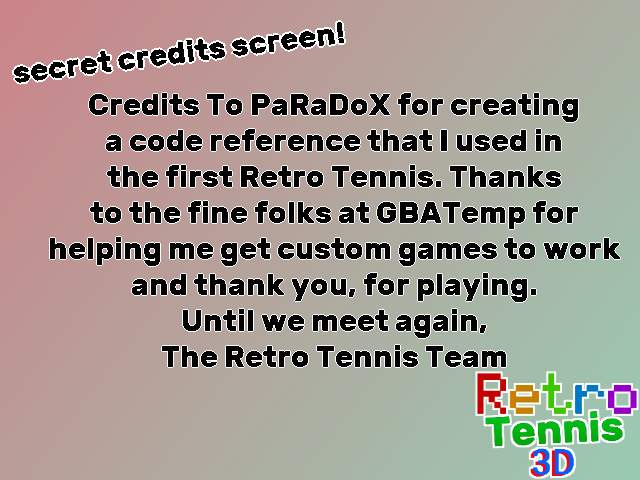 secret credits screen!
Credits To PaRaDoX for creating
a code reference that I used in
the first Retro Tennis. Thanks
to the fine folks at GBATemp for
helping me get custom games to work
and thank you, for playing.
Until we meet again,
The Retro Tennis Team
Retro
Tennis
3D